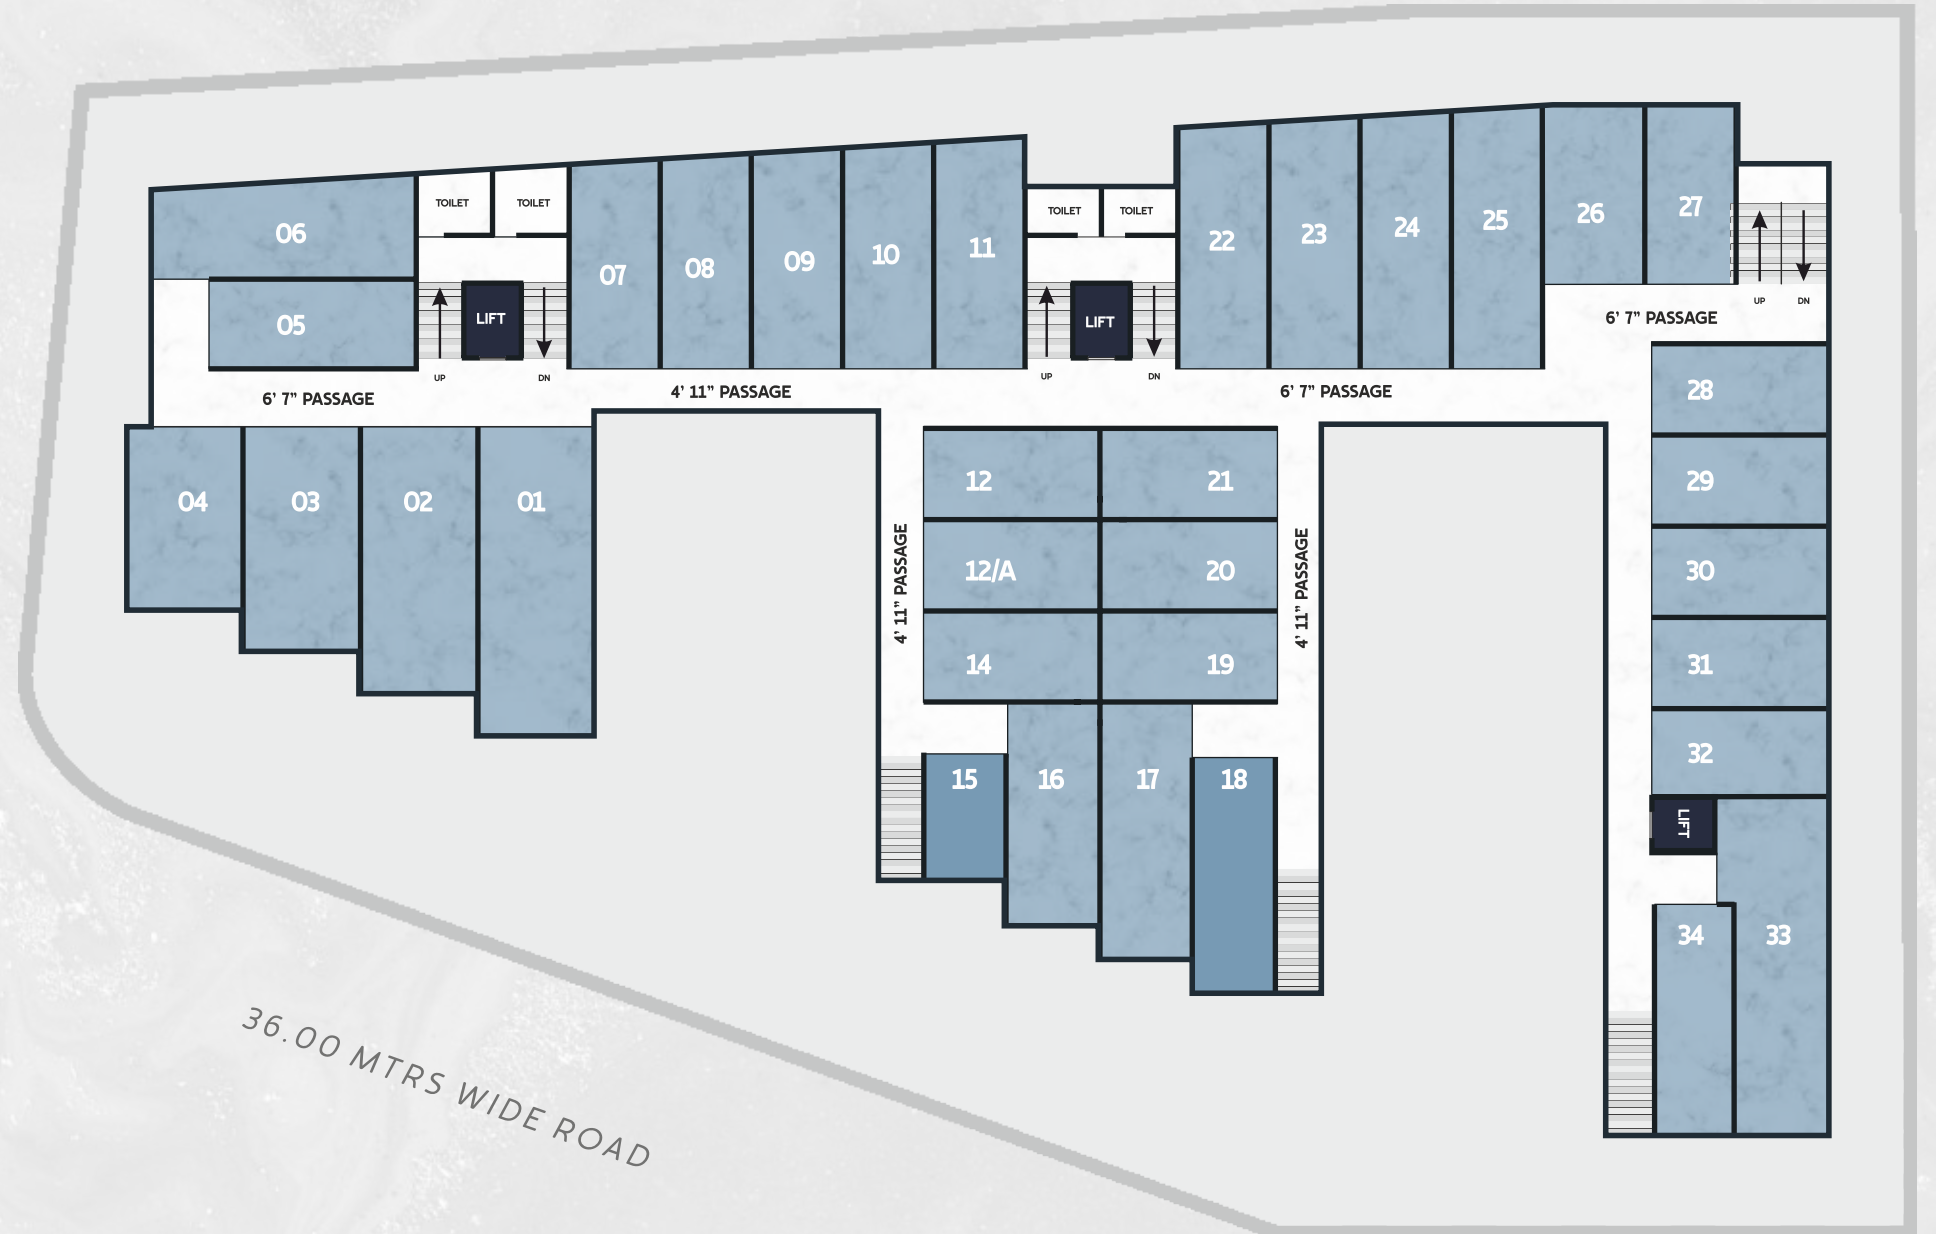 26
27
06
TOILET
TOILET
11
TOILET
TOILET
22
23
24
25
10
09
08
07
05
LIFT
LIFT
UP
DN
UP
DN
UP
DN
6' 7" PASSAGE
6' 7" PASSAGE
4' 11" PASSAGE
6' 7" PASSAGE
28
04
03
02
01
12
21
29
4' 11" PASSAGE
12/A
20
4' 11" PASSAGE
30
14
19
31
15
16
17
18
32
LIFT
34
33
36.00 MTRS WIDE ROAD